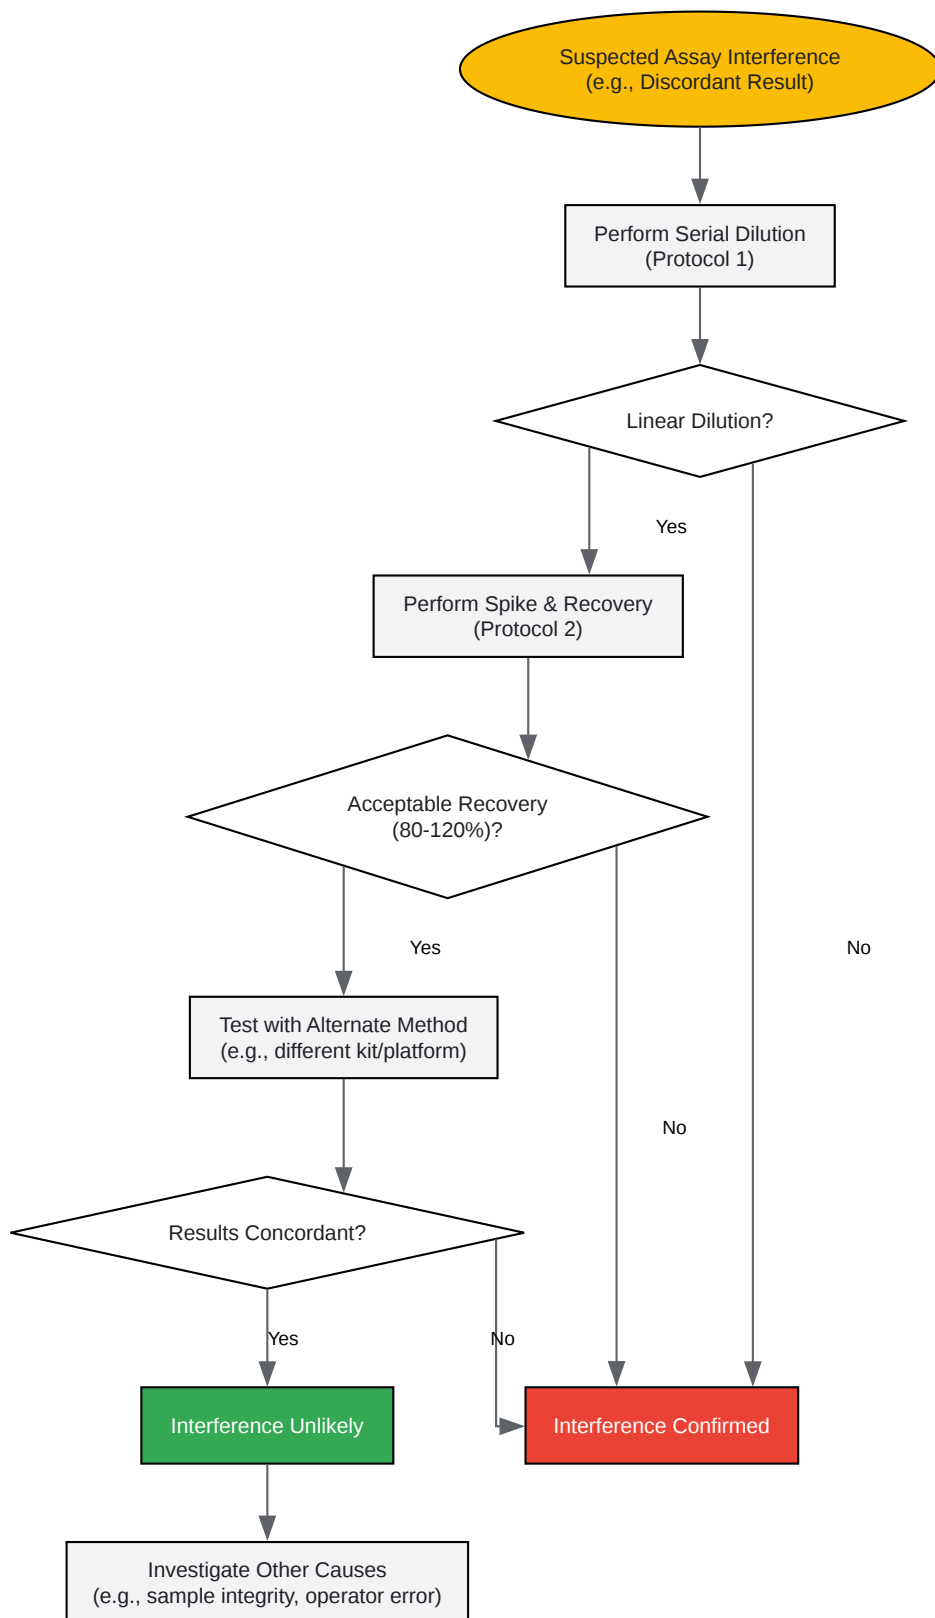 Suspected Assay Interference
(e.g., Discordant Result)
Perform Serial Dilution
(Protocol 1)
Linear Dilution?
Yes
Perform Spike & Recovery
(Protocol 2)
Acceptable Recovery
(80-120%)?
Yes
No
Test with Alternate Method
(e.g., different kit/platform)
No
Results Concordant?
Yes
No
Interference Unlikely
Interference Confirmed
Investigate Other Causes
(e.g., sample integrity, operator error)